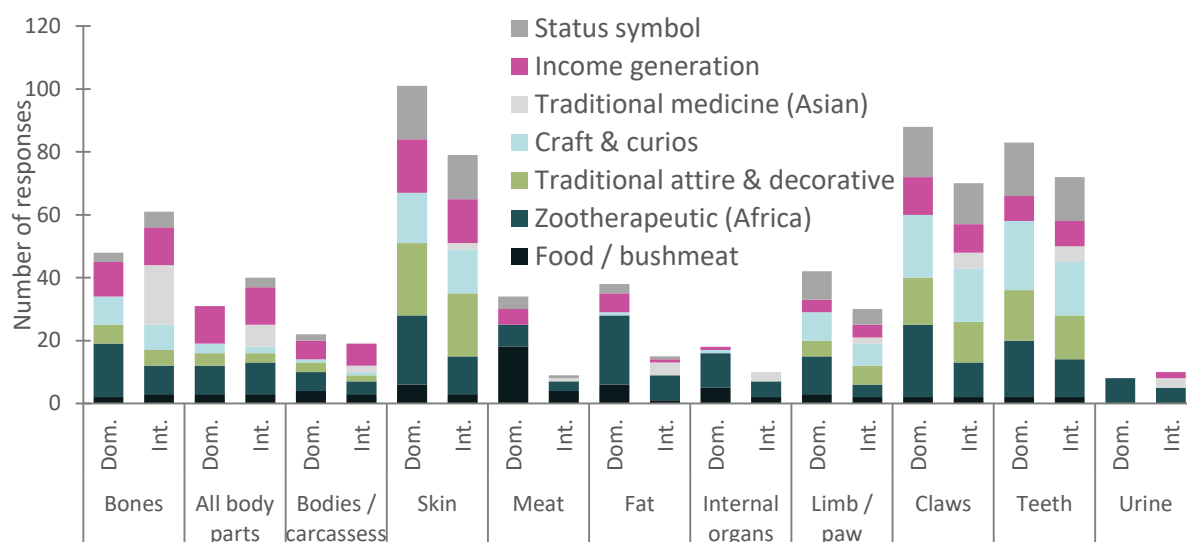 120
100
80
60
40
20
0
Number of responses
Status symbol
Income generation
Traditional medicine (Asian)
Craft & curios
Traditional attire & decorative
Zootherapeutic (Africa)
Food / bushmeat
Dom. Int. Dom. Int. Dom. Int. Dom. Int. Dom. Int. Dom. Int. Dom. Int. Dom. Int. Dom. Int. Dom. Int. Dom. Int.
Bones All body Bodies / Skin Meat Fat Internal Limb / Claws Teeth Urine
parts carcassess organs paw